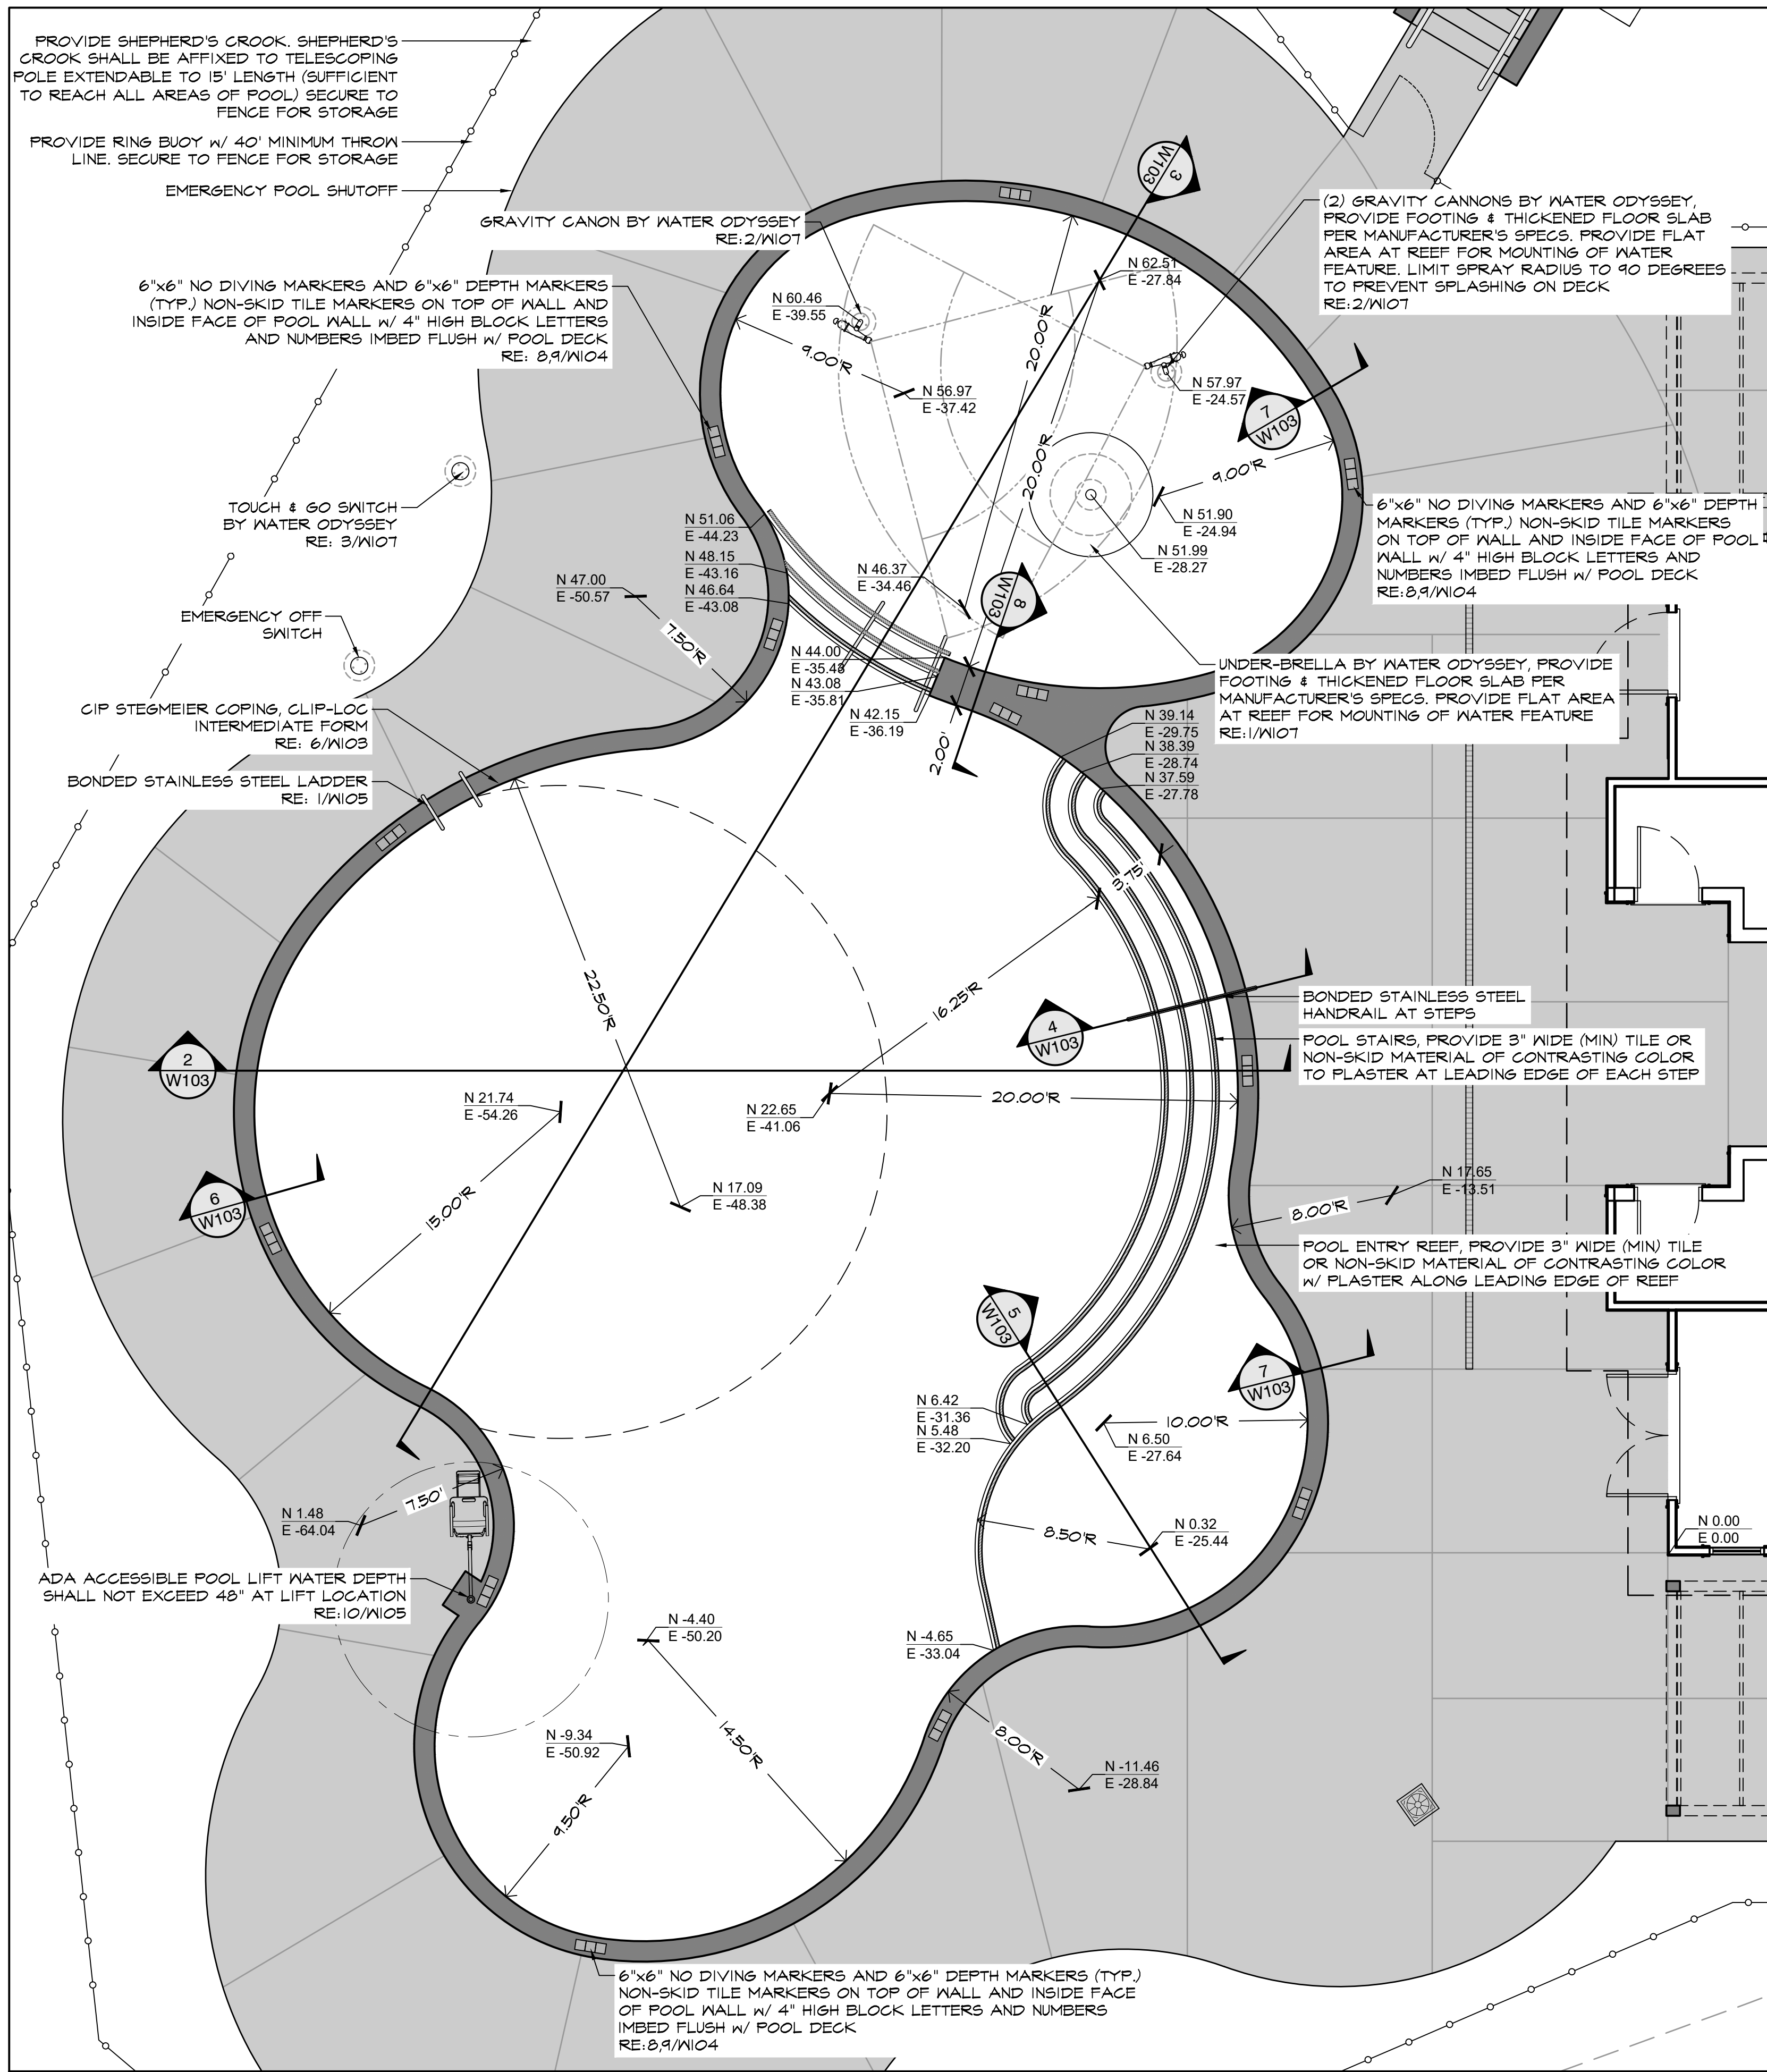 PROVIDE SHEPHERD'S CROOK. SHEPHERD'S
CROOK SHALL BE AFFIXED TO TELESCOPING
POLE EXTENDABLE TO 15' LENGTH (SUFFICIENT
TO REACH ALL AREAS OF POOL) SECURE TO
FENCE FOR STORAGE
PROVIDE RING BUOY w/ 40' MINIMUM THROW
LINE. SECURE TO FENCE FOR STORAGE
EMERGENCY POOL SHUTOFF
GRAVITY CANON BY WATER ODYSSEY
RE:2/W107
3
W103
(2) GRAVITY CANNONS BY WATER ODYSSEY,
PROVIDE FOOTING & THICKENED FLOOR SLAB
PER MANUFACTURER'S SPECS. PROVIDE FLAT
AREA AT REEF FOR MOUNTING OF WATER
FEATURE. LIMIT SPRAY RADIUS TO 90 DEGREES
TO PREVENT SPLASHING ON DECK
RE:2/W107
6"x6" NO DIVING MARKERS AND 6"x6" DEPTH MARKERS
(TYP.) NON-SKID TILE MARKERS ON TOP OF WALL AND
INSIDE FACE OF POOL WALL w/ 4" HIGH BLOCK LETTERS
AND NUMBERS IMBED FLUSH w/ POOL DECK
RE: 8,9/W104
N 62.51
E -27.84
N 60.46
E -39.55
20.00'R
9.00'R
N 56.97
E -37.42
N 57.97
E -24.57
7
W103
20.00'R
9.00'R
N 51.90
E -24.94
N 51.99
E -28.27
6"x6" NO DIVING MARKERS AND 6"x6" DEPTH
MARKERS (TYP.) NON-SKID TILE MARKERS
ON TOP OF WALL AND INSIDE FACE OF POOL
WALL w/ 4" HIGH BLOCK LETTERS AND
NUMBERS IMBED FLUSH w/ POOL DECK
RE:8,9/W104
TOUCH & GO SWITCH
BY WATER ODYSSEY
RE: 3/W107
N 51.06
E -44.23
N 48.15
E -43.16
N 46.64
E -43.08
N 47.00
E -50.57
7.50'R
N 46.37
E -34.46
8
W103
EMERGENCY OFF
SWITCH
N 44.00
E -35.43
N 43.08
E -35.81
N 42.15
E -36.19
2.00'
UNDER-BRELLA BY WATER ODYSSEY, PROVIDE
FOOTING & THICKENED FLOOR SLAB PER
MANUFACTURER'S SPECS. PROVIDE FLAT AREA
AT REEF FOR MOUNTING OF WATER FEATURE
RE:1/W107
CIP STEGMEIER COPING, CLIP-LOC
INTERMEDIATE FORM
RE: 6/W103
BONDED STAINLESS STEEL LADDER
RE: 1/W105
N 39.14
E -29.75
N 38.39
E -28.74
N 37.59
E -27.78
3.75'
22.50'R
16.25'R
4
W103
BONDED STAINLESS STEEL
HANDRAIL AT STEPS
POOL STAIRS, PROVIDE 3" WIDE (MIN) TILE OR
NON-SKID MATERIAL OF CONTRASTING COLOR
TO PLASTER AT LEADING EDGE OF EACH STEP
2
W103
N 21.74
E -54.26
N 22.65
E -41.06
20.00'R
6
W103
15.00'R
N 17.09
E -48.38
N 17.65
E -13.51
8.00'R
POOL ENTRY REEF, PROVIDE 3" WIDE (MIN) TILE
OR NON-SKID MATERIAL OF CONTRASTING COLOR
w/ PLASTER ALONG LEADING EDGE OF REEF
5
W103
7
W103
N 6.42
E -31.36
N 5.48
E -32.20
10.00'R
N 6.50
E -27.64
7.50'
N 1.48
E -64.04
8.50'R
N 0.32
E -25.44
N 0.00
E 0.00
ADA ACCESSIBLE POOL LIFT WATER DEPTH
SHALL NOT EXCEED 48" AT LIFT LOCATION
RE:10/W105
N -4.40
E -50.20
N -4.65
E -33.04
N -9.34
E -50.92
14.50'R
8.00'R
N -11.46
E -28.84
9.50'R
6"x6" NO DIVING MARKERS AND 6"x6" DEPTH MARKERS (TYP.)
NON-SKID TILE MARKERS ON TOP OF WALL AND INSIDE FACE
OF POOL WALL w/ 4" HIGH BLOCK LETTERS AND NUMBERS
IMBED FLUSH w/ POOL DECK
RE:8,9/W104